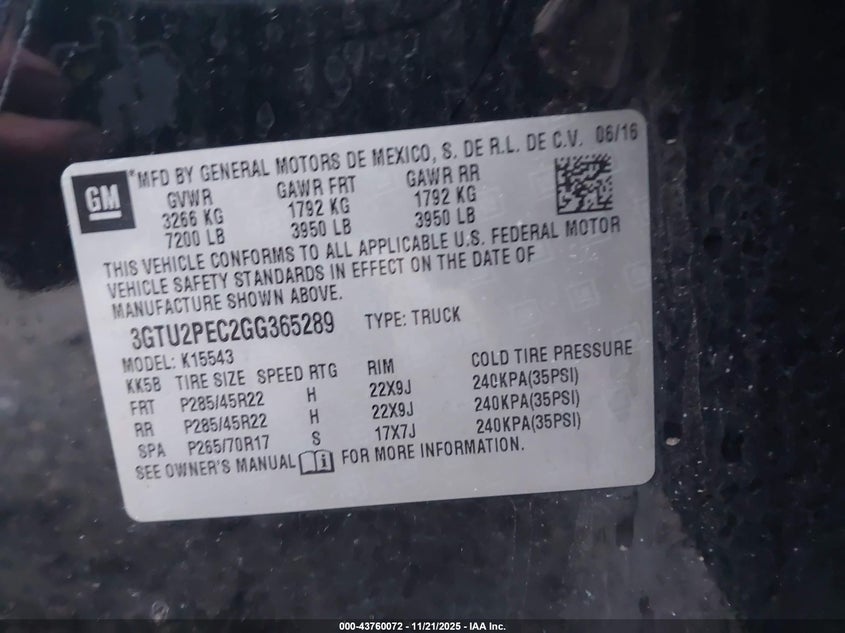 GM
*MFD BY GENERAL MOTORS DE MEXICO, S. DE R.L. DE C.V. 06/16
GVWR GAWR FRT GAWR RR
3266 KG 1792 KG 1792 KG
7200 LB 3950 LB 3950 LB
THIS VEHICLE CONFORMS TO ALL APPLICABLE U.S. FEDERAL MOTOR
VEHICLE SAFETY STANDARDS IN EFFECT ON THE DATE OF
MANUFACTURE SHOWN ABOVE.
3GTU2PEC2GG365289 TYPE: TRUCK
MODEL: K15543
KK5B TIRE SIZE SPEED RTG RIM COLD TIRE PRESSURE
FRT P285/45R22 H 22X9J 240KPA(35PSI)
RR P285/45R22 H 22X9J 240KPA(35PSI)
SPA P265/70R17 S 17X7J 240KPA(35PSI)
SEE OWNER'S MANUAL FOR MORE INFORMATION.
000-43760072 - 11/21/2025 - IAA Inc.